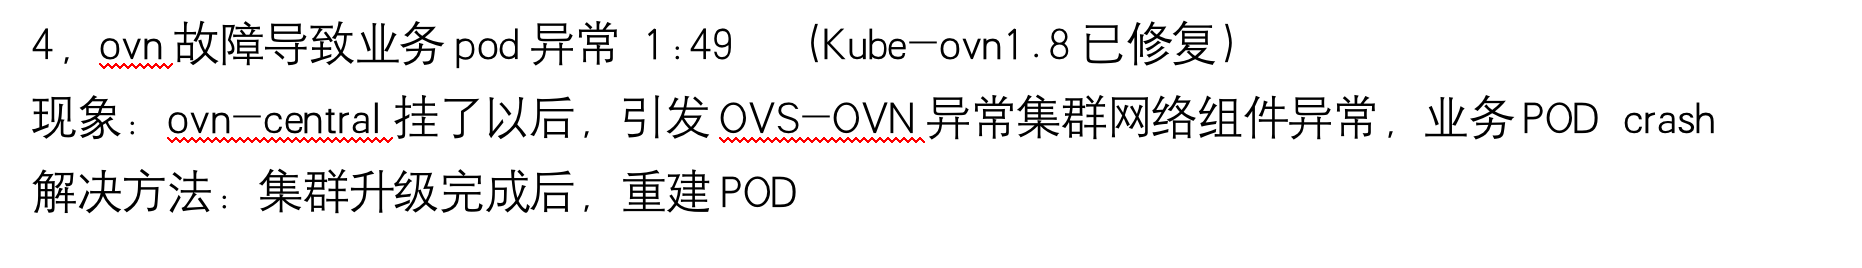 4，ovn 故障导致业务 pod 异常 1:49 （Kube-ovn1.8 已修复）
现象：ovn-central 挂了以后，引发 OVS-OVN 异常集群网络组件异常，业务 POD crash
解决方法：集群升级完成后，重建 POD